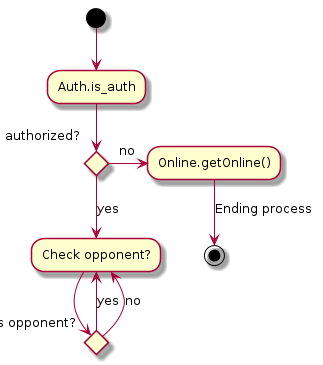 Auth.is_auth
authorized?
no
Online.getOnline()
yes
Ending process
Check opponent?
yes
no
s opponent?